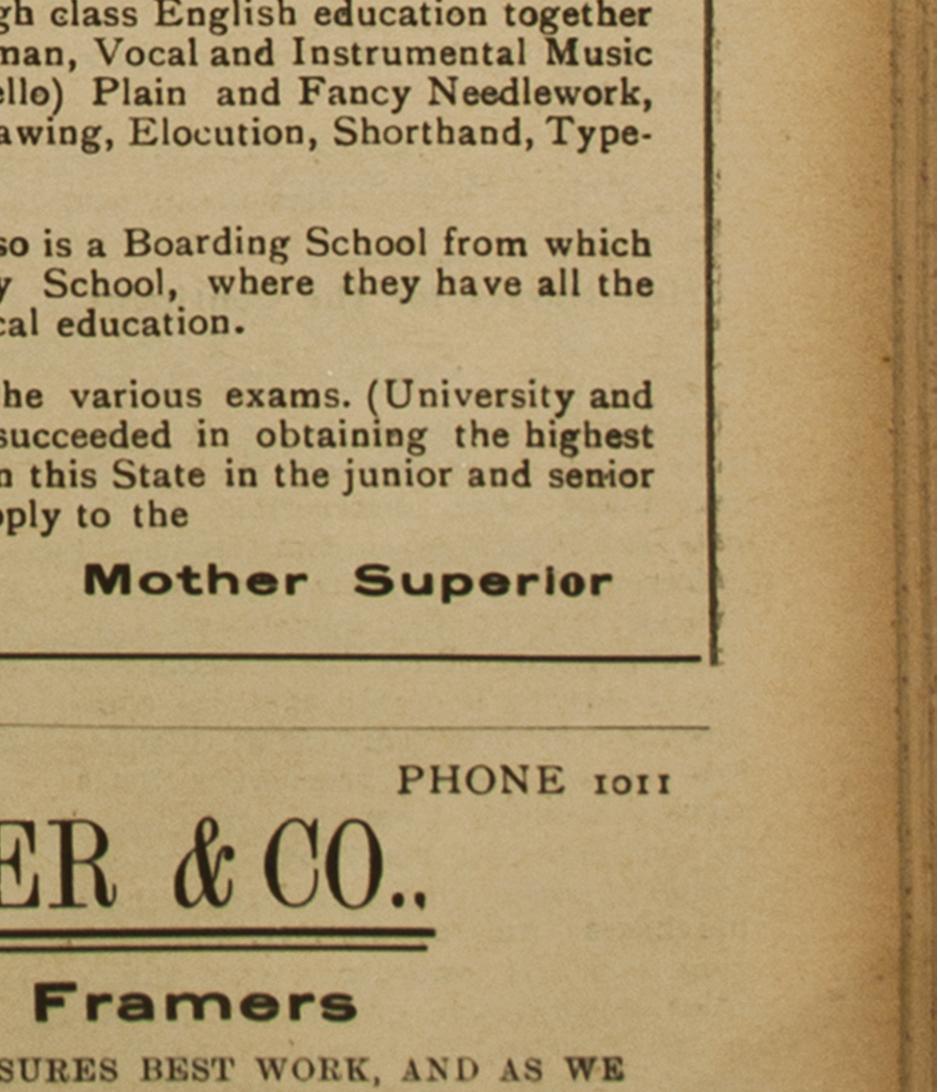 gh class English education together
man, Vocal and Instrumental Music
ello) Plain and Fancy Needlework,
awing, Elocution, Shorthand, Type-
so is a Boarding School from which
y School, where they have all the
cal education.
he various exams. (University and
succeeded in obtaining the highest
n this State in the junior and senior
pply to the
Mother Superior
PHONE 1011
ER & CO.,
Framers
SURES BEST WORK, AND AS WE